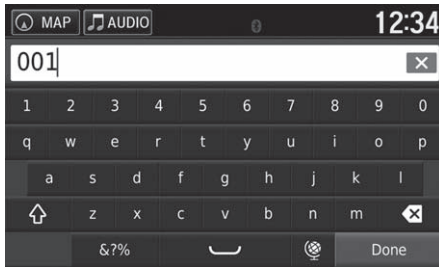 MAP AUDIO 12:34
001
1 2 3 4 5 6 7 8 9 0
q w e r t y u i o p
a s d f g h j k l
z x c v b n m
&?% Done